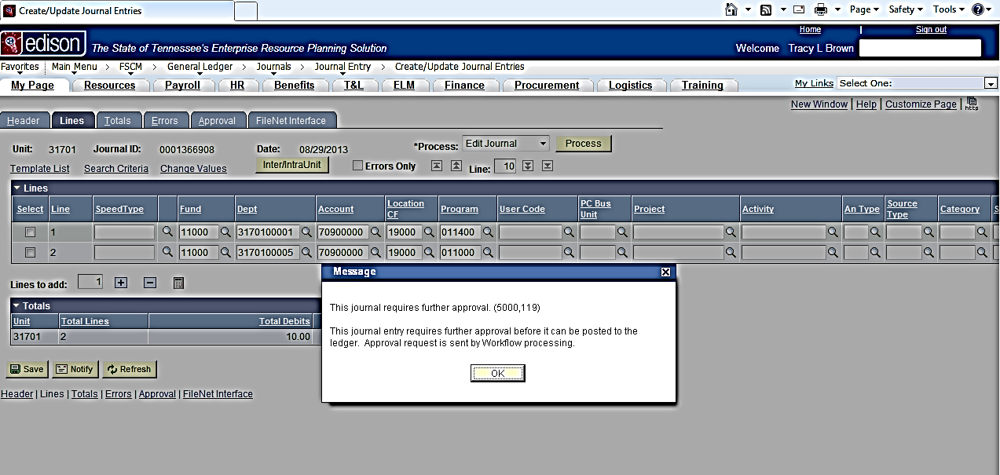 Create/Update Journal Entries
Page Safety Tools
Home | Sign out
edison The State of Tennessee's Enterprise Resource Planning Solution
Welcome Tracy L Brown
Favorites Main Menu > FSCM > General Ledger > Journals > Journal Entry > Create/Update Journal Entries
My Page Resources Payroll HR Benefits T&L ELM Finance Procurement Logistics Training My Links Select One:
New Window | Help | Customize Page | http
Header Lines Totals Errors Approval FileNet Interface
Unit: 31701 Journal ID: 0001366908 Date: 08/29/2013 *Process: Edit Journal Process
Template List Search Criteria Change Values Inter/IntraUnit Errors Only Line: 10
Lines
Select Line SpeedType Fund Dept Account Location CF Program User Code PC Bus Unit Project Activity An Type Source Type Category S
1 11000 3170100001 70900000 19000 011400
2 11000 3170100005 70900000 19000 011000
Lines to add: 1 + −
Totals
Unit Total Lines Total Debits
31701 2 10.00
Save Notify Refresh
Header | Lines | Totals | Errors | Approval | FileNet Interface
Message
This journal requires further approval. (5000,119)
This journal entry requires further approval before it can be posted to the
ledger. Approval request is sent by Workflow processing.
OK